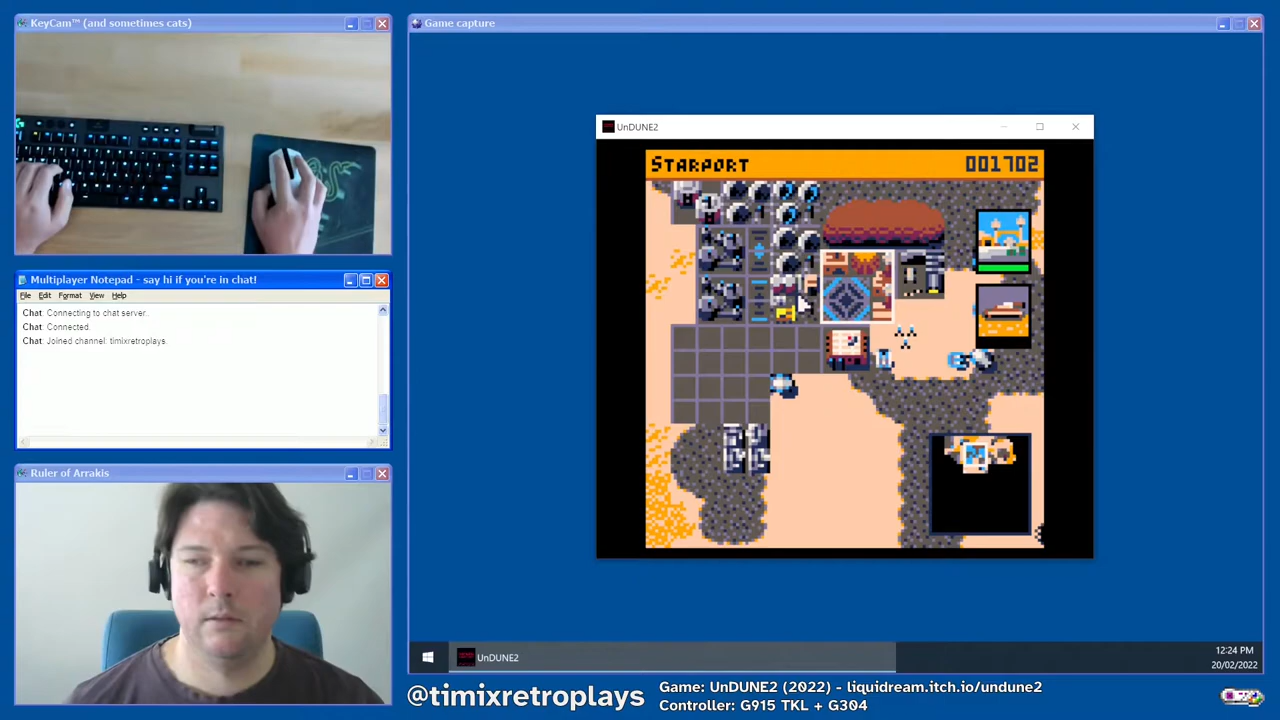 KeyCam™ (and sometimes cats)
Game capture
UnDUNE2
STARPORT
001702
Multiplayer Notepad - say hi if you're in chat!
File Edit Format View Help
Chat: Connecting to chat server..
Chat: Connected.
Chat: Joined channel: timixretroplays.
Ruler of Arrakis
UnDUNE2
12:24 PM
20/02/2022
@timixretroplays
Game: UnDUNE2 (2022) - liquidream.itch.io/undune2
Controller: G915 TKL + G304